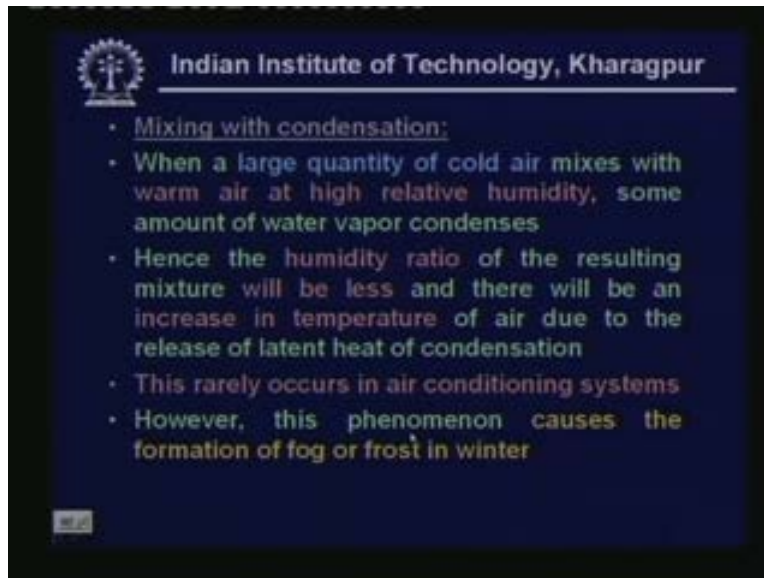 Indian Institute of Technology, Kharagpur
• Mixing with condensation:
• When a large quantity of cold air mixes with
warm air at high relative humidity, some
amount of water vapor condenses
• Hence the humidity ratio of the resulting
mixture will be less and there will be an
increase in temperature of air due to the
release of latent heat of condensation
• This rarely occurs in air conditioning systems
• However, this phenomenon causes the
formation of fog or frost in winter